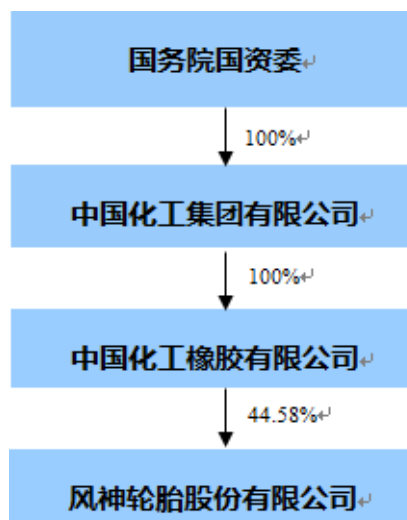 国务院国资委
100%
中国化工集团有限公司
100%
中国化工橡胶有限公司
44.58%
风神轮胎股份有限公司